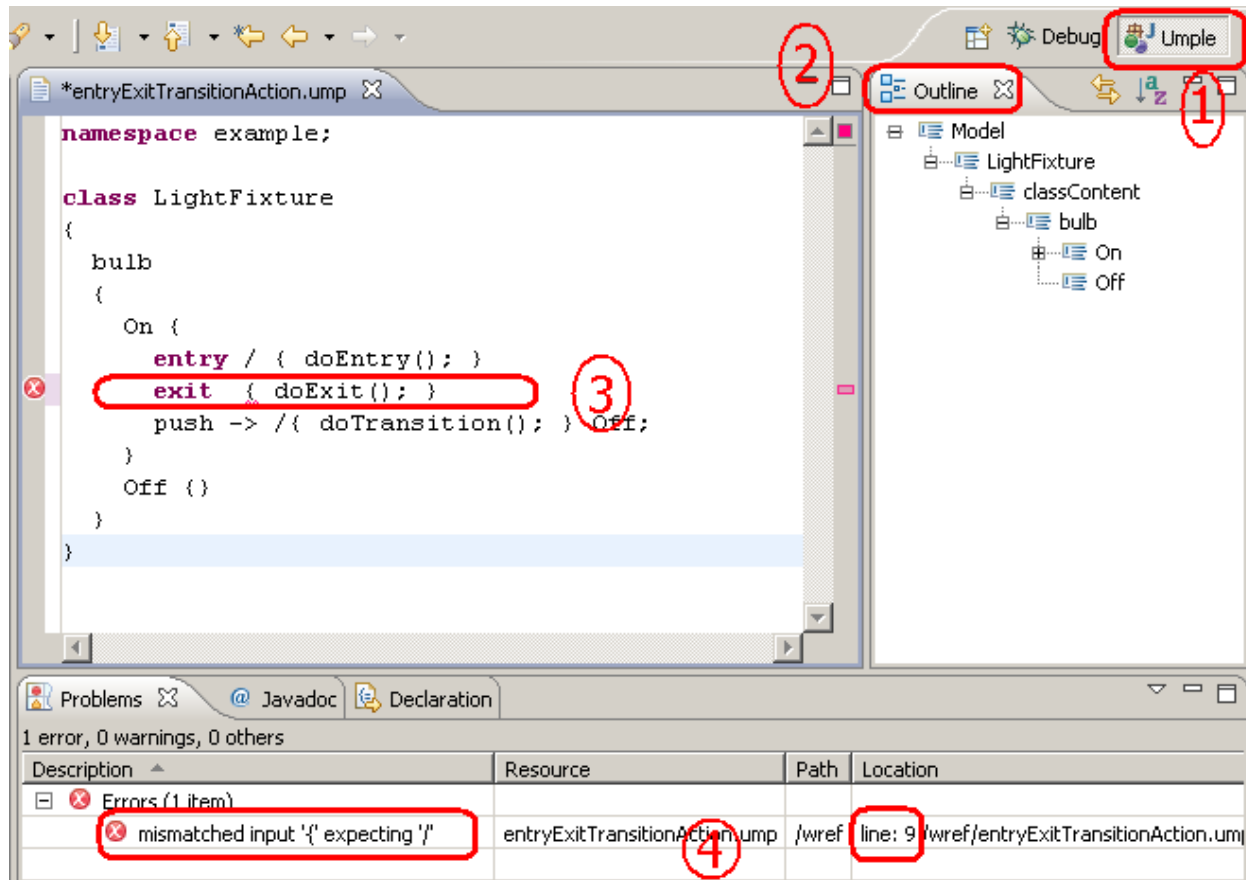 Debug Umple
2
*entryExitTransitionAction.ump
Outline
1
namespace example;
class LightFixture
{
bulb
{
On {
entry / { doEntry(); }
exit { doExit(); }
3
push -> /{ doTransition(); } Off;
}
Off {}
}
}
Model
LightFixture
classContent
bulb
On
Off
Problems @ Javadoc Declaration
1 error, 0 warnings, 0 others
Description Resource Path Location
Errors (1 item)
mismatched input '{' expecting '/' entryExitTransitionAction.ump /wref line: 9 /wref/entryExitTransitionAction.ump
4